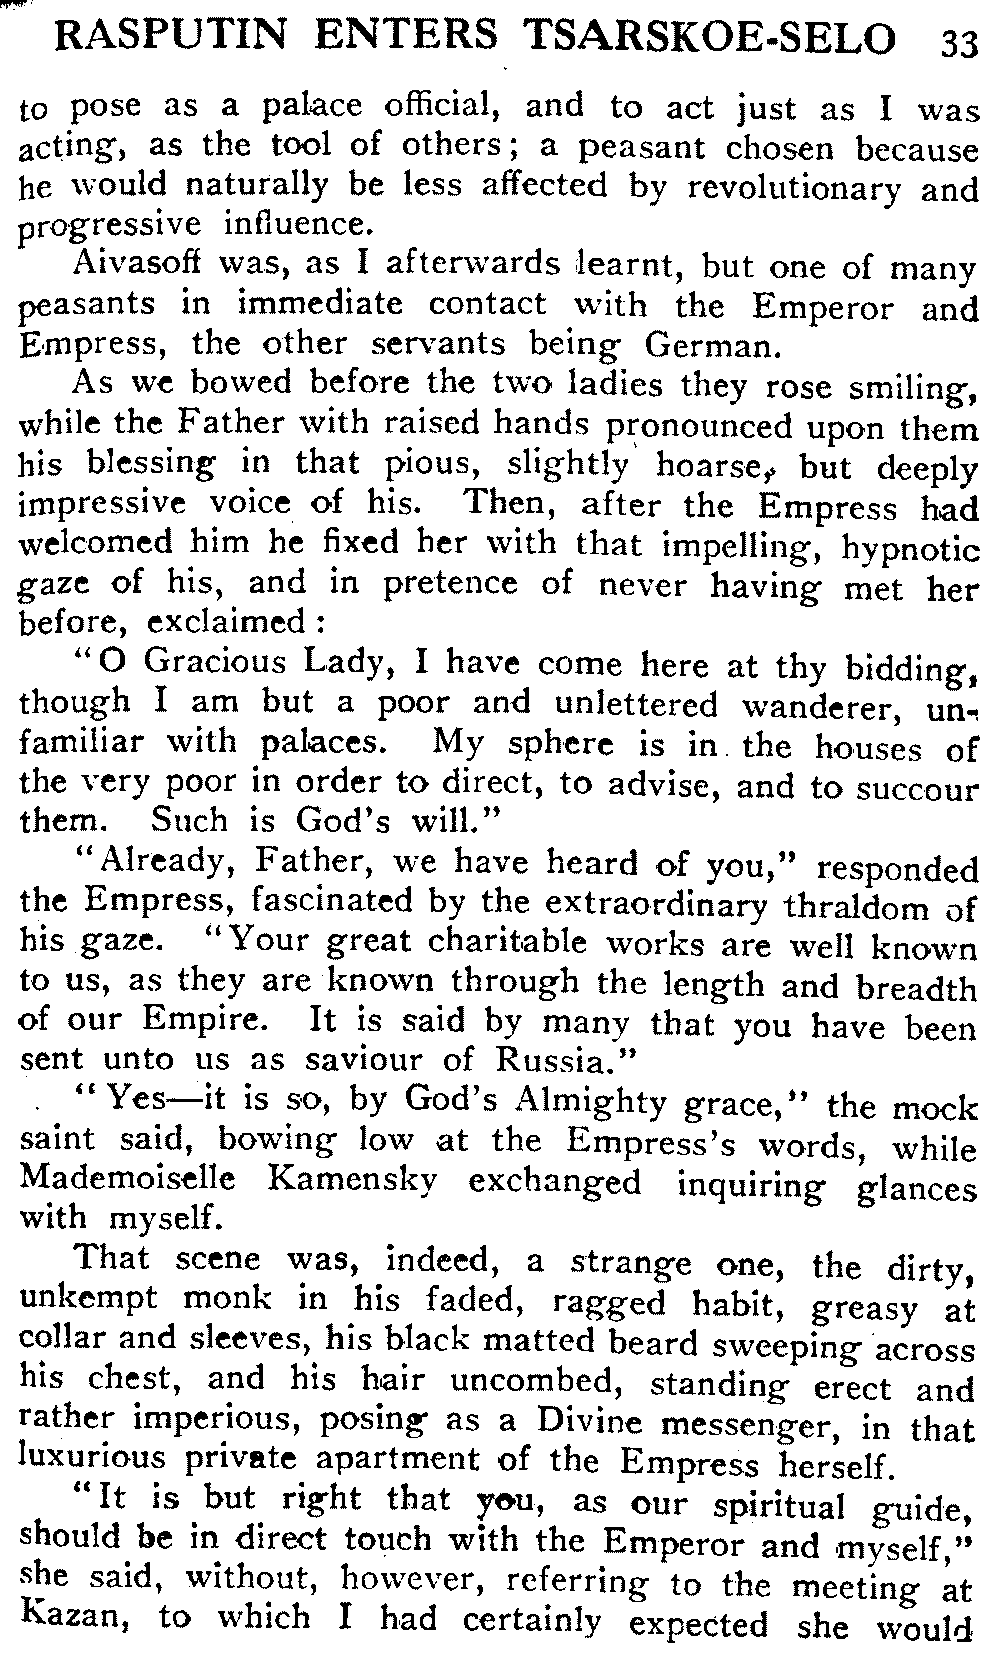 RASPUTIN ENTERS TSARSKOE-SELO 33
to pose as a palace official, and to act just as I was
acting, as the tool of others; a peasant chosen because
he would naturally be less affected by revolutionary and
progressive influence.
Aivasoff was, as I afterwards learnt, but one of many
peasants in immediate contact with the Emperor and
Empress, the other servants being German.
As we bowed before the two ladies they rose smiling,
while the Father with raised hands pronounced upon them
his blessing in that pious, slightly hoarse, but deeply
impressive voice of his. Then, after the Empress had
welcomed him he fixed her with that impelling, hypnotic
gaze of his, and in pretence of never having met her
before, exclaimed:
"O Gracious Lady, I have come here at thy bidding,
though I am but a poor and unlettered wanderer, un-
familiar with palaces. My sphere is in the houses of
the very poor in order to direct, to advise, and to succour
them. Such is God's will."
"Already, Father, we have heard of you," responded
the Empress, fascinated by the extraordinary thraldom of
his gaze. "Your great charitable works are well known
to us, as they are known through the length and breadth
of our Empire. It is said by many that you have been
sent unto us as saviour of Russia."
"Yes—it is so, by God's Almighty grace," the mock
saint said, bowing low at the Empress's words, while
Mademoiselle Kamensky exchanged inquiring glances
with myself.
That scene was, indeed, a strange one, the dirty,
unkempt monk in his faded, ragged habit, greasy at
collar and sleeves, his black matted beard sweeping across
his chest, and his hair uncombed, standing erect and
rather imperious, posing as a Divine messenger, in that
luxurious private apartment of the Empress herself.
"It is but right that you, as our spiritual guide,
should be in direct touch with the Emperor and myself,"
she said, without, however, referring to the meeting at
Kazan, to which I had certainly expected she would